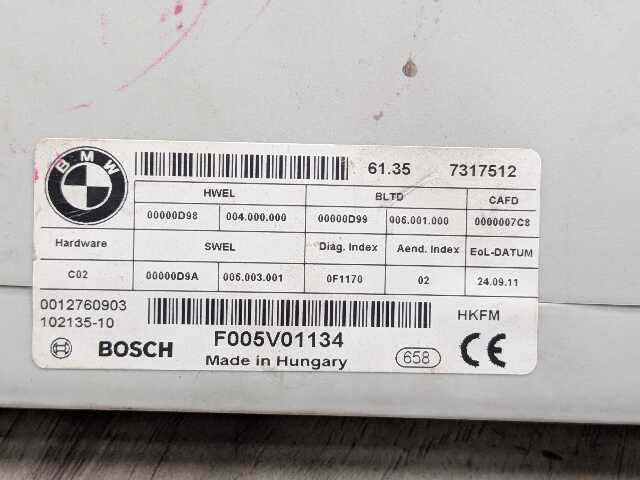 BMW
61.35 7317512
HWEL BLTD CAFD
00000D98 004.000.000 00000D99 006.001.000 0000007C8
Hardware SWEL Diag. Index Aend. Index EoL-DATUM
C02 00000D9A 006.003.001 0F1170 02 24.09.11
0012760903
102135-10
HKFM
BOSCH F005V01134
Made in Hungary 658 CE